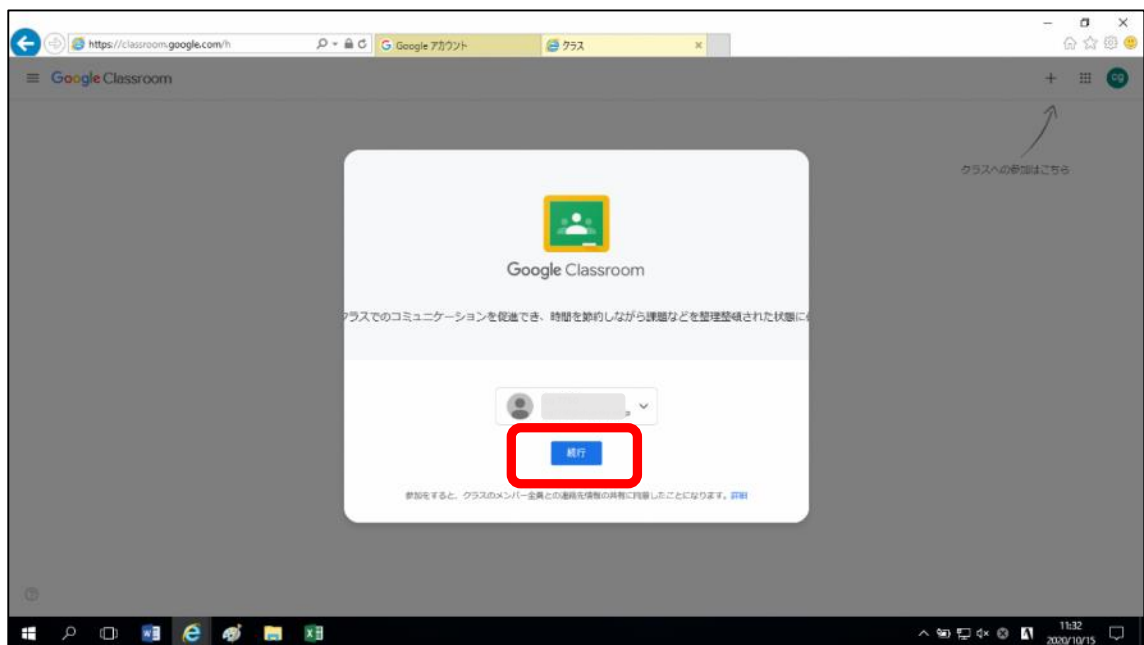 https://classroom.google.com/h
Google アカウント
クラス
Google Classroom
cg
クラスへの参加はこちら
Google Classroom
クラスでのコミュニケーションを促進でき、時間を節約しながら課題などを整理整頓された状態に
続行
参加をすると、クラスのメンバー全員との連絡先情報の共有に同意したことになります。詳細
A
11:32
2020/10/15